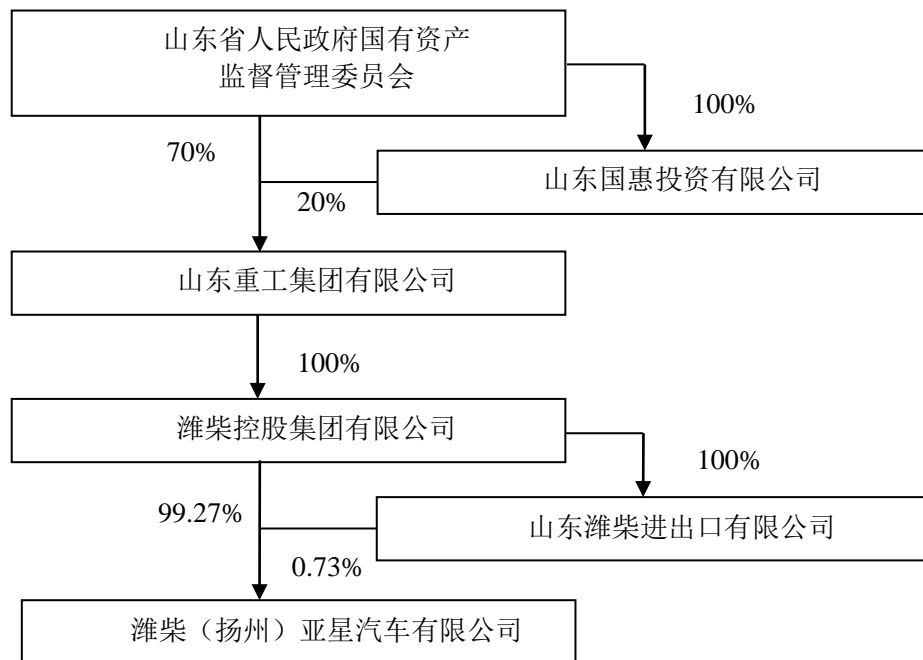 山东省人民政府国有资产
监督管理委员会
100%
70%
山东国惠投资有限公司
20%
山东重工集团有限公司
100%
潍柴控股集团有限公司
100%
99.27%
山东潍柴进出口有限公司
0.73%
潍柴（扬州）亚星汽车有限公司